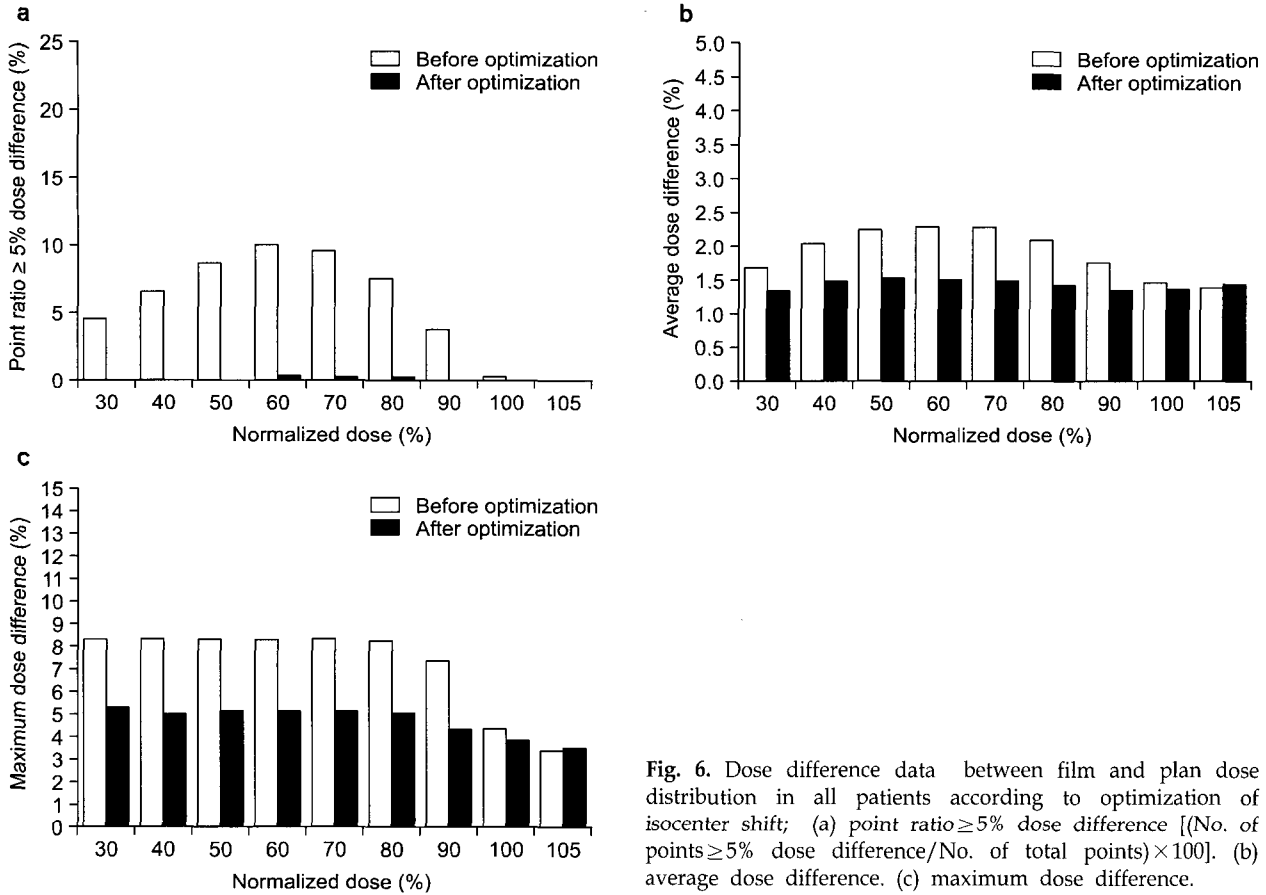 a
Point ratio ≥ 5% dose difference (%)
25
20
15
10
5
0
Before optimization
After optimization
30 40 50 60 70 80 90 100 105
Normalized dose (%)
b
Average dose difference (%)
5.0
4.5
4.0
3.5
3.0
2.5
2.0
1.5
1.0
0.5
0.0
Before optimization
After optimization
30 40 50 60 70 80 90 100 105
Normalized dose (%)
c
Maximum dose difference (%)
15
14
13
12
11
10
9
8
7
6
5
4
3
2
1
0
Before optimization
After optimization
30 40 50 60 70 80 90 100 105
Normalized dose (%)
Fig. 6. Dose difference data between film and plan dose
distribution in all patients according to optimization of
isocenter shift; (a) point ratio≥5% dose difference [(No. of
points≥5% dose difference/No. of total points)×100]. (b)
average dose difference. (c) maximum dose difference.